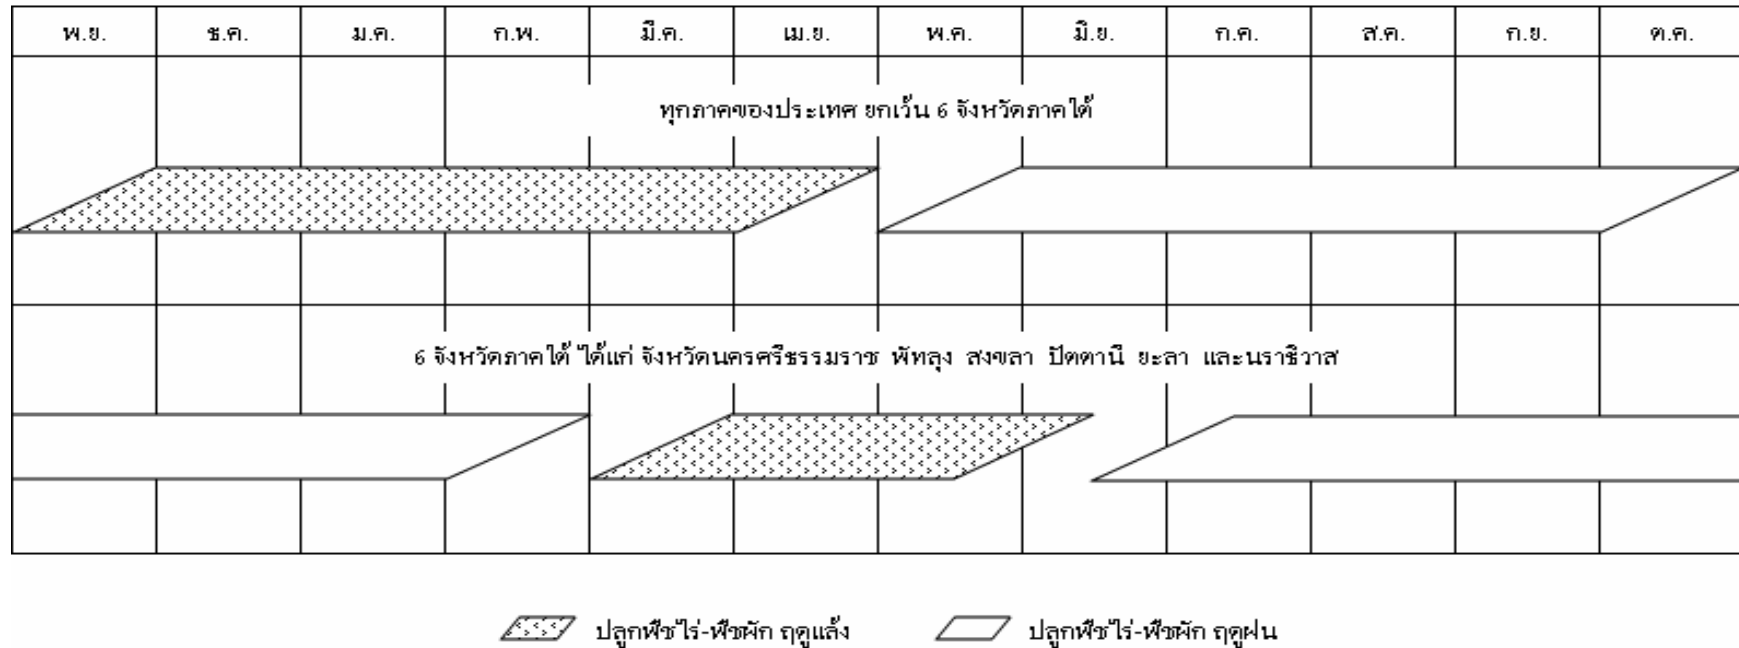 พ.ย. ธ.ค. ม.ค. ก.พ. มี.ค. เม.ย. พ.ค. มิ.ย. ก.ค. ส.ค. ก.ย. ต.ค.
ทุกภาคของประเทศ ยกเว้น 6 จังหวัดภาคใต้
6 จังหวัดภาคใต้ ได้แก่ จังหวัดนครศรีธรรมราช พัทลุง สงขลา ปัตตานี ยะลา และนราธิวาส
ปลูกพืชไร่-พืชผัก ฤดูแล้ง ปลูกพืชไร่-พืชผัก ฤดูฝน